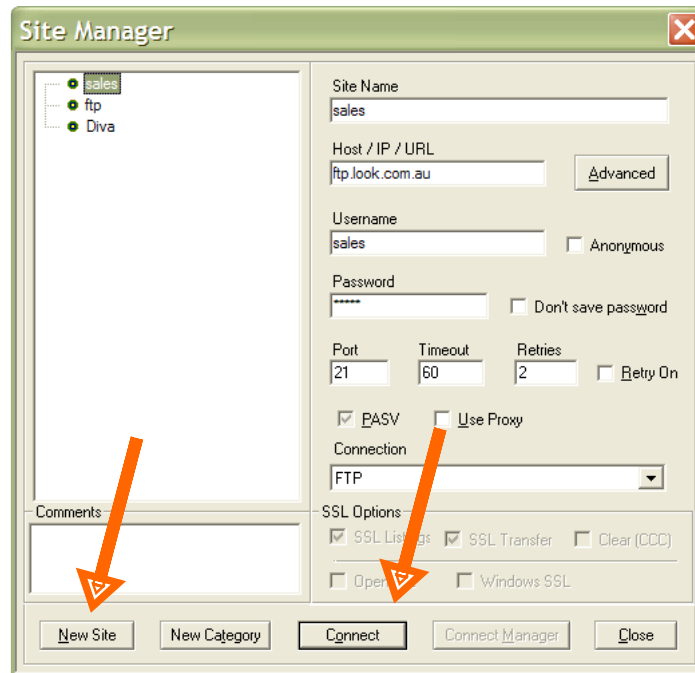 Site Manager
sales
ftp
Diva
Site Name
sales
Host / IP / URL
ftp.look.com.au
Advanced
Username
sales
Anonymous
Password
*****
Don't save password
Port Timeout Retries
21 60 2 Retry On
PASV Use Proxy
Connection
FTP
Comments
SSL Options
SSL Transfer Clear (CCC)
Windows SSL
New Site New Category Connect Connect Manager Close